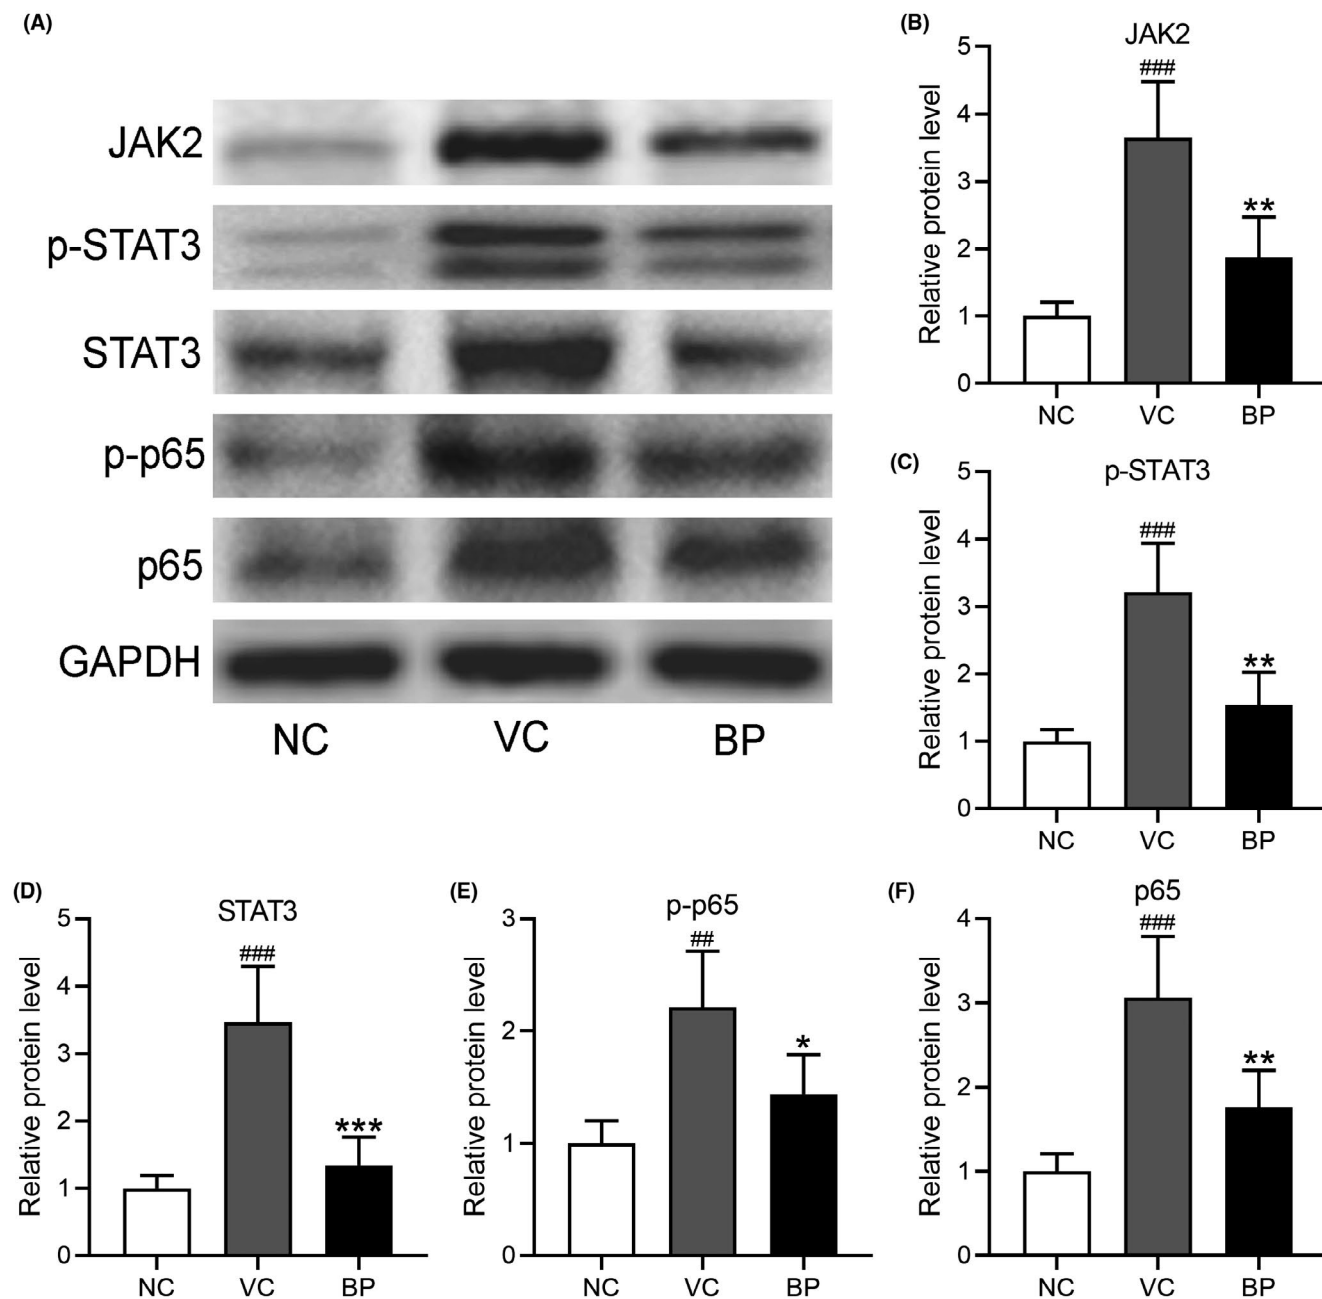 (A)
JAK2
p-STAT3
STAT3
p-p65
p65
GAPDH
NC VC BP
(B)
JAK2
Relative protein level
5
4
3
2
1
0
###
**
NC VC BP
(C)
p-STAT3
Relative protein level
5
4
3
2
1
0
###
**
NC VC BP
(D)
STAT3
Relative protein level
5
4
3
2
1
0
###
***
NC VC BP
(E)
p-p65
Relative protein level
3
2
1
0
##
*
NC VC BP
(F)
p65
Relative protein level
4
3
2
1
0
###
**
NC VC BP